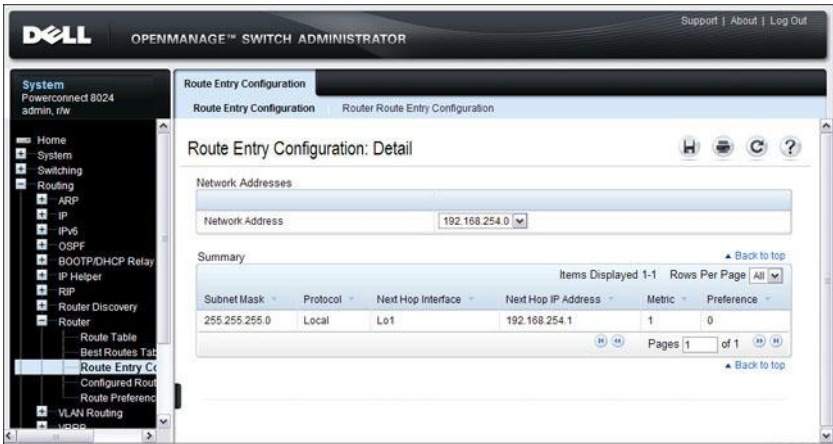 Support | About | Log Out
DELL OPENMANAGE™ SWITCH ADMINISTRATOR
System
Powerconnect 8024
admin, r/w
Home
System
Switching
Routing
ARP
IP
IPv6
OSPF
BOOTP/DHCP Relay
IP Helper
RIP
Router Discovery
Router
Route Table
Best Routes Tab
Route Entry Co
Configured Rout
Route Preferenc
VLAN Routing
VRRP
Route Entry Configuration
Route Entry Configuration Router Route Entry Configuration
Route Entry Configuration: Detail
Network Addresses
Network Address 192.168.254.0
Summary Back to top
Items Displayed 1-1 Rows Per Page All
Subnet Mask Protocol Next Hop Interface Next Hop IP Address Metric Preference
255.255.255.0 Local Lo1 192.168.254.1 1 0
Pages 1 of 1
Back to top